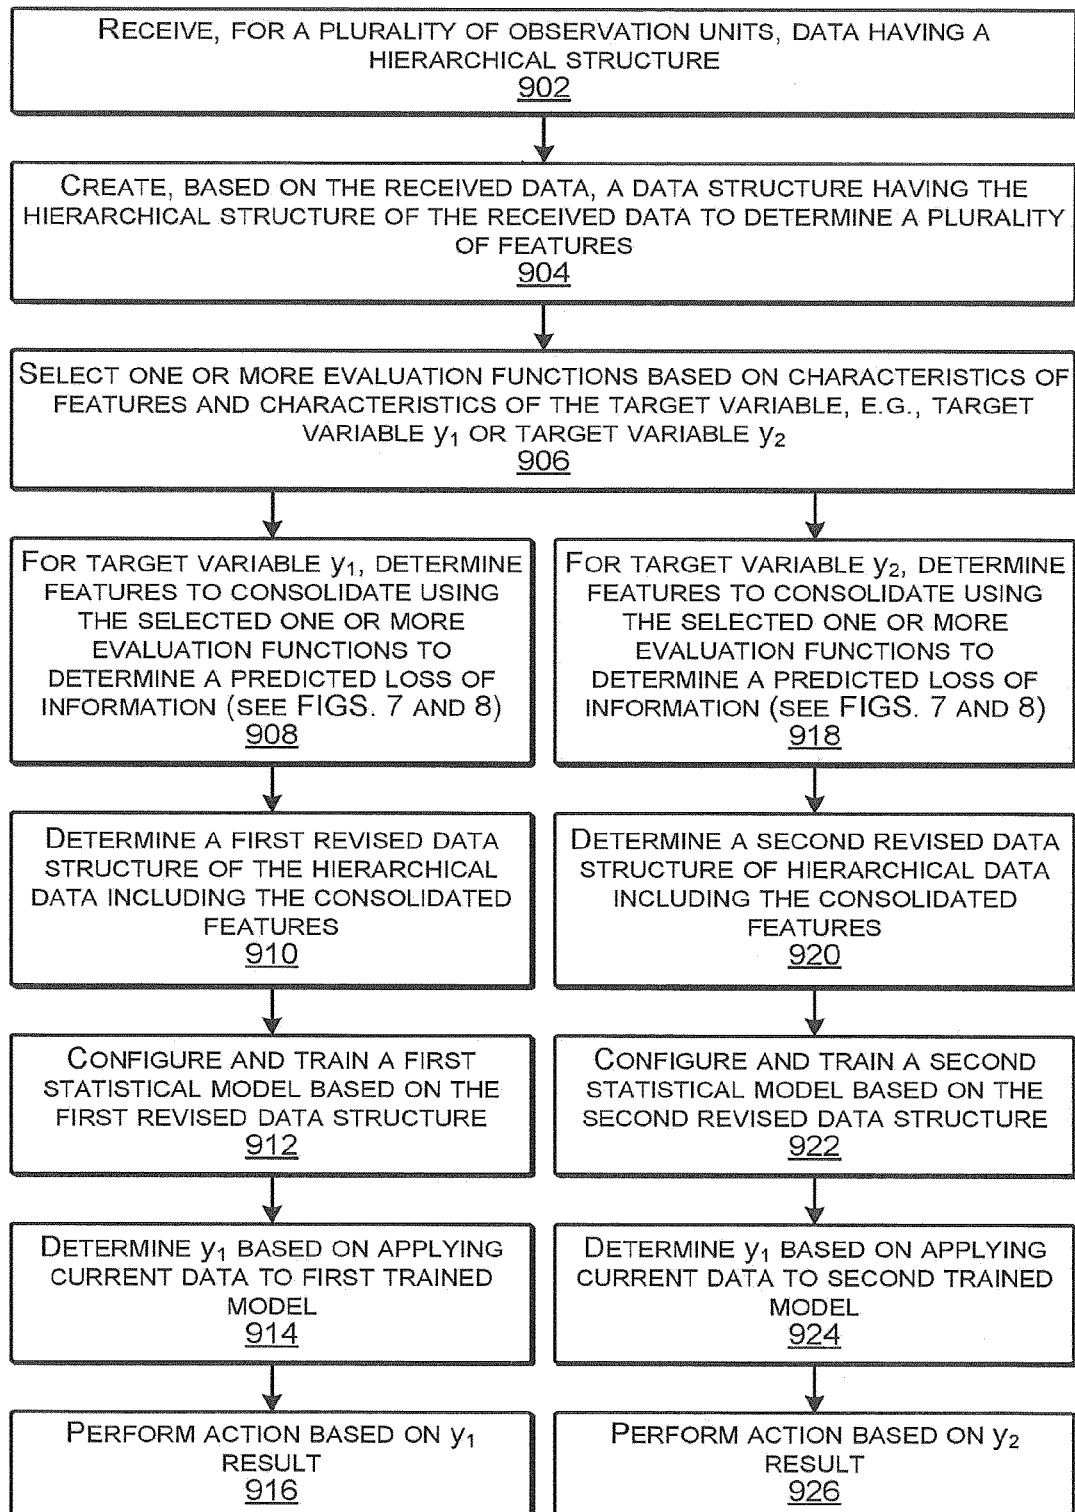 RECEIVE, FOR A PLURALITY OF OBSERVATION UNITS, DATA HAVING A
HIERARCHICAL STRUCTURE
902
CREATE, BASED ON THE RECEIVED DATA, A DATA STRUCTURE HAVING THE
HIERARCHICAL STRUCTURE OF THE RECEIVED DATA TO DETERMINE A PLURALITY
OF FEATURES
904
SELECT ONE OR MORE EVALUATION FUNCTIONS BASED ON CHARACTERISTICS OF
FEATURES AND CHARACTERISTICS OF THE TARGET VARIABLE, E.G., TARGET
VARIABLE y₁ OR TARGET VARIABLE y₂
906
FOR TARGET VARIABLE y₁, DETERMINE
FEATURES TO CONSOLIDATE USING
THE SELECTED ONE OR MORE
EVALUATION FUNCTIONS TO
DETERMINE A PREDICTED LOSS OF
INFORMATION (SEE FIGS. 7 AND 8)
908
DETERMINE A FIRST REVISED DATA
STRUCTURE OF THE HIERARCHICAL
DATA INCLUDING THE CONSOLIDATED
FEATURES
910
CONFIGURE AND TRAIN A FIRST
STATISTICAL MODEL BASED ON THE
FIRST REVISED DATA STRUCTURE
912
DETERMINE y₁ BASED ON APPLYING
CURRENT DATA TO FIRST TRAINED
MODEL
914
PERFORM ACTION BASED ON y₁
RESULT
916
FOR TARGET VARIABLE y₂, DETERMINE
FEATURES TO CONSOLIDATE USING
THE SELECTED ONE OR MORE
EVALUATION FUNCTIONS TO
DETERMINE A PREDICTED LOSS OF
INFORMATION (SEE FIGS. 7 AND 8)
918
DETERMINE A SECOND REVISED DATA
STRUCTURE OF HIERARCHICAL DATA
INCLUDING THE CONSOLIDATED
FEATURES
920
CONFIGURE AND TRAIN A SECOND
STATISTICAL MODEL BASED ON THE
SECOND REVISED DATA STRUCTURE
922
DETERMINE y₁ BASED ON APPLYING
CURRENT DATA TO SECOND TRAINED
MODEL
924
PERFORM ACTION BASED ON y₂
RESULT
926